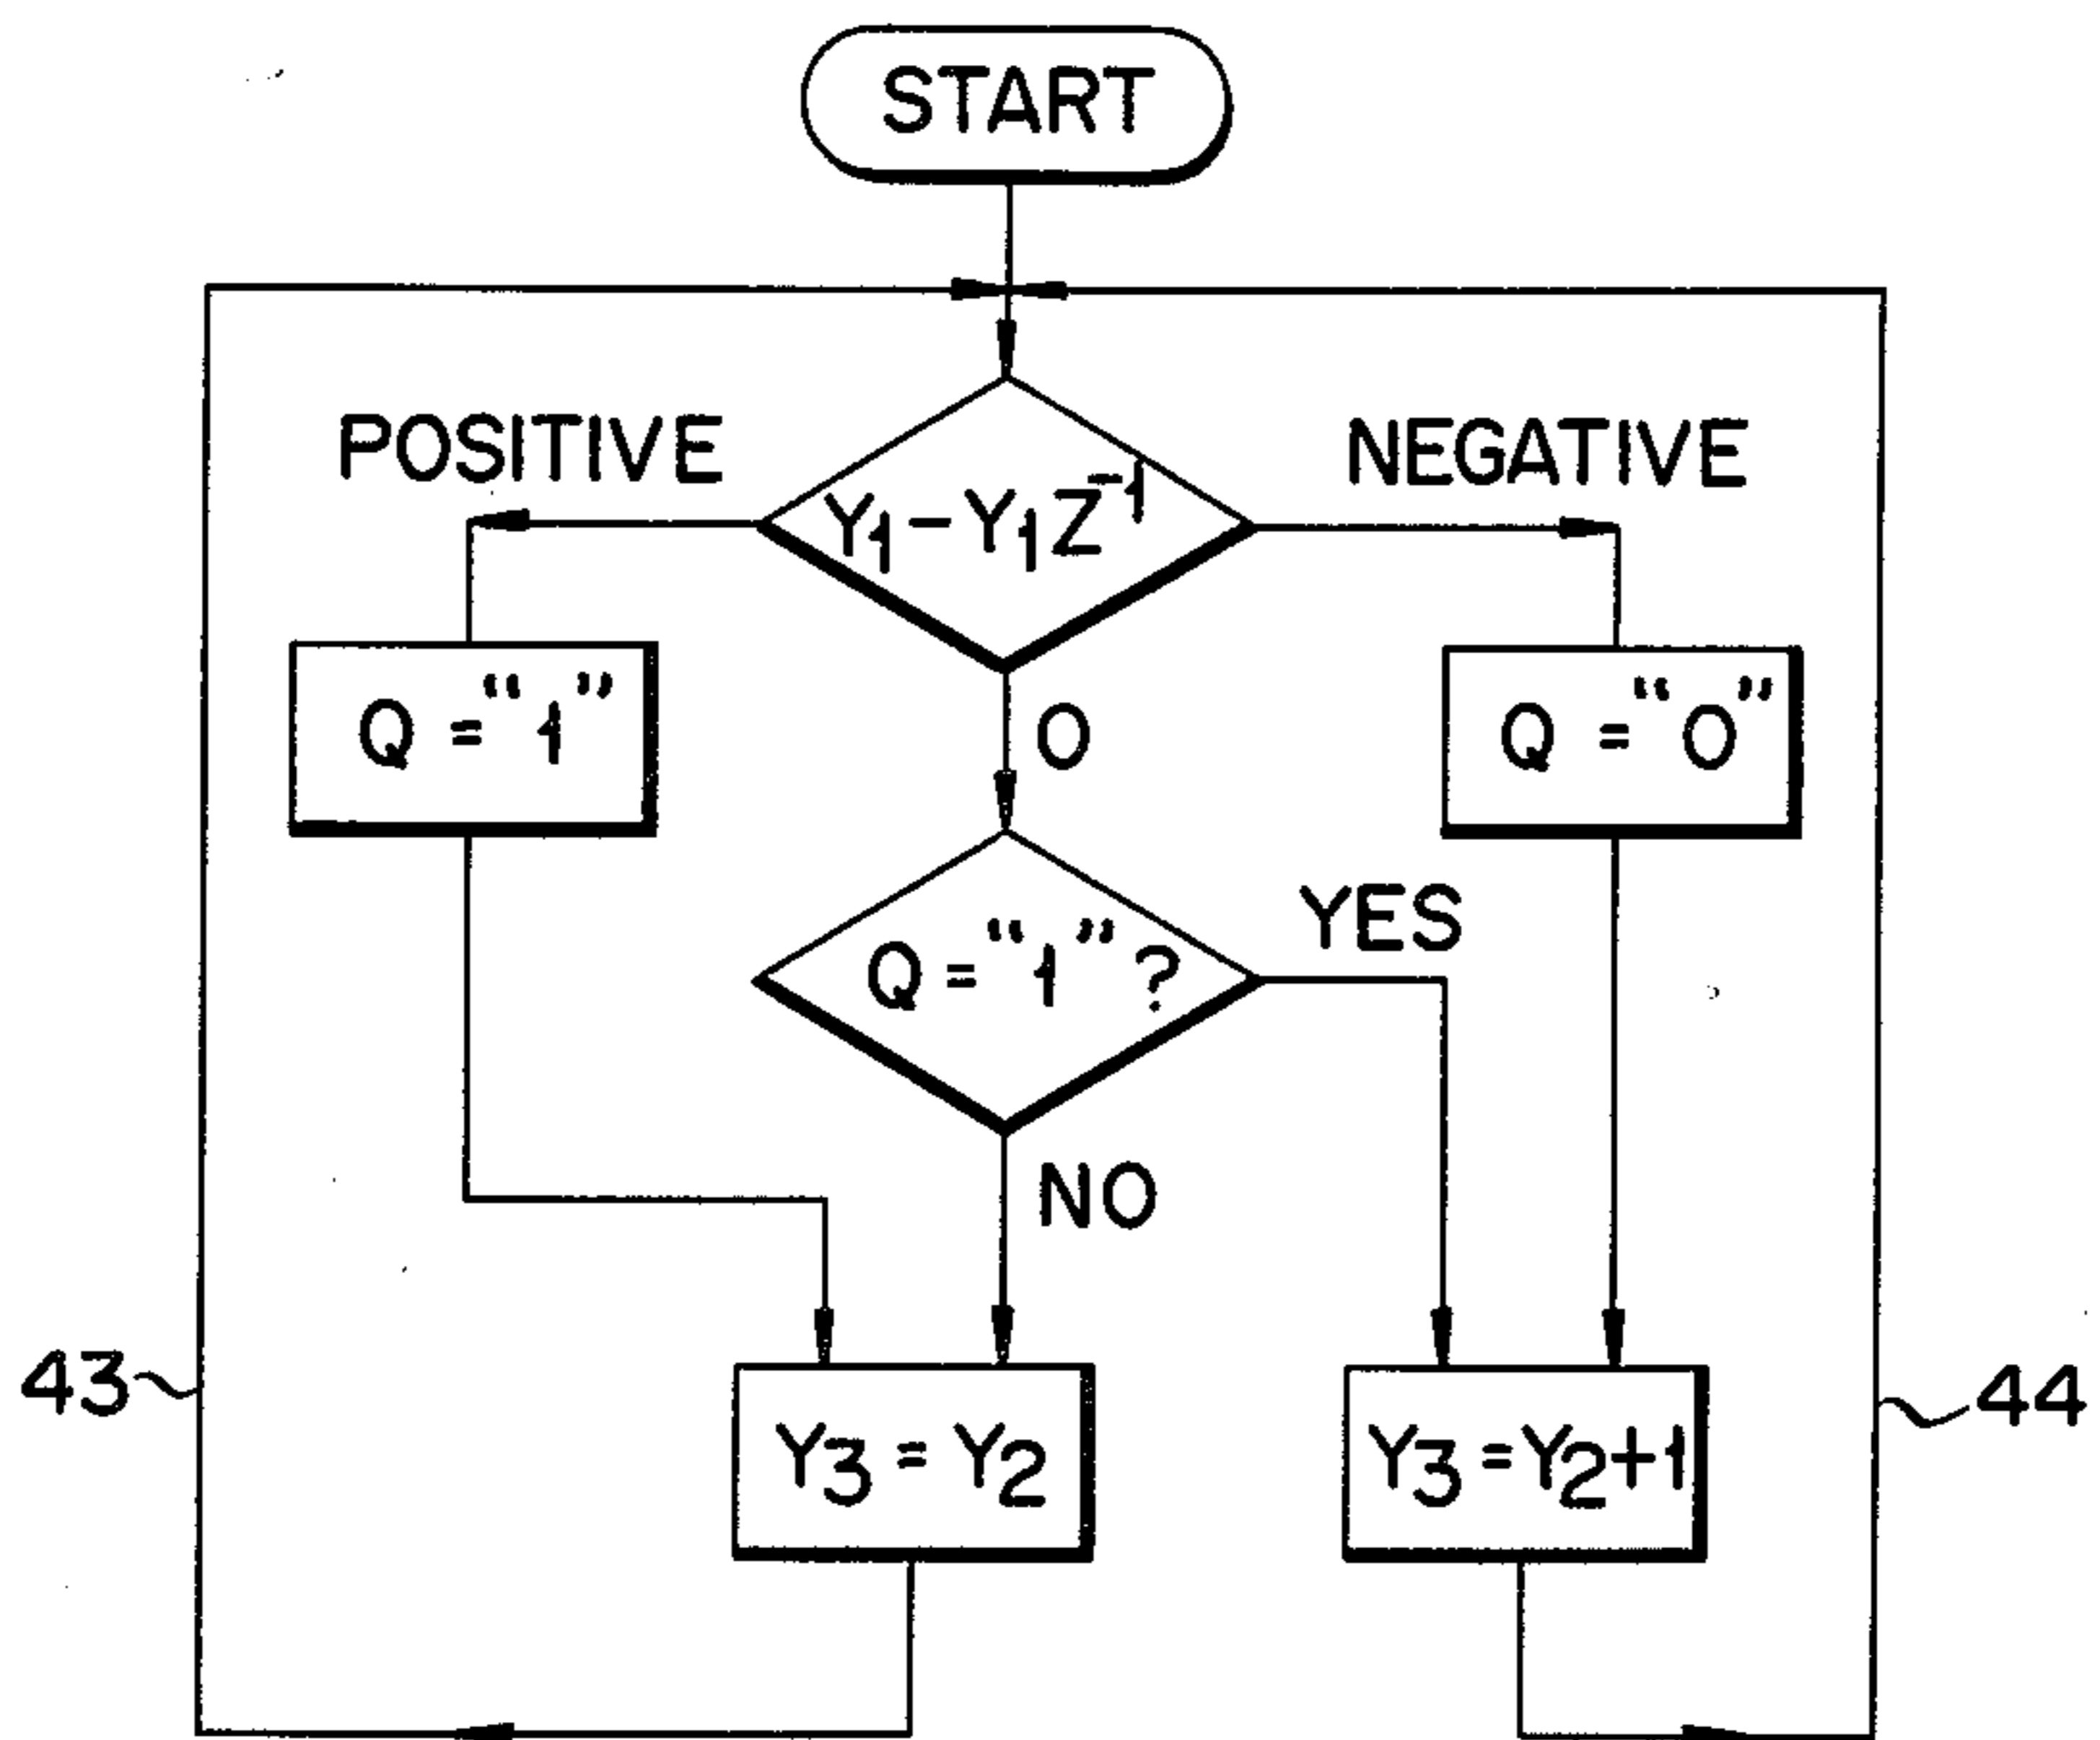 START
POSITIVE
NEGATIVE
Y₁ − Y₁Z⁻¹
Q = “1”
O
Q = “O”
Q = “1” ?
YES
NO
43
Y₃ = Y₂
Y₃ = Y₂+1
44